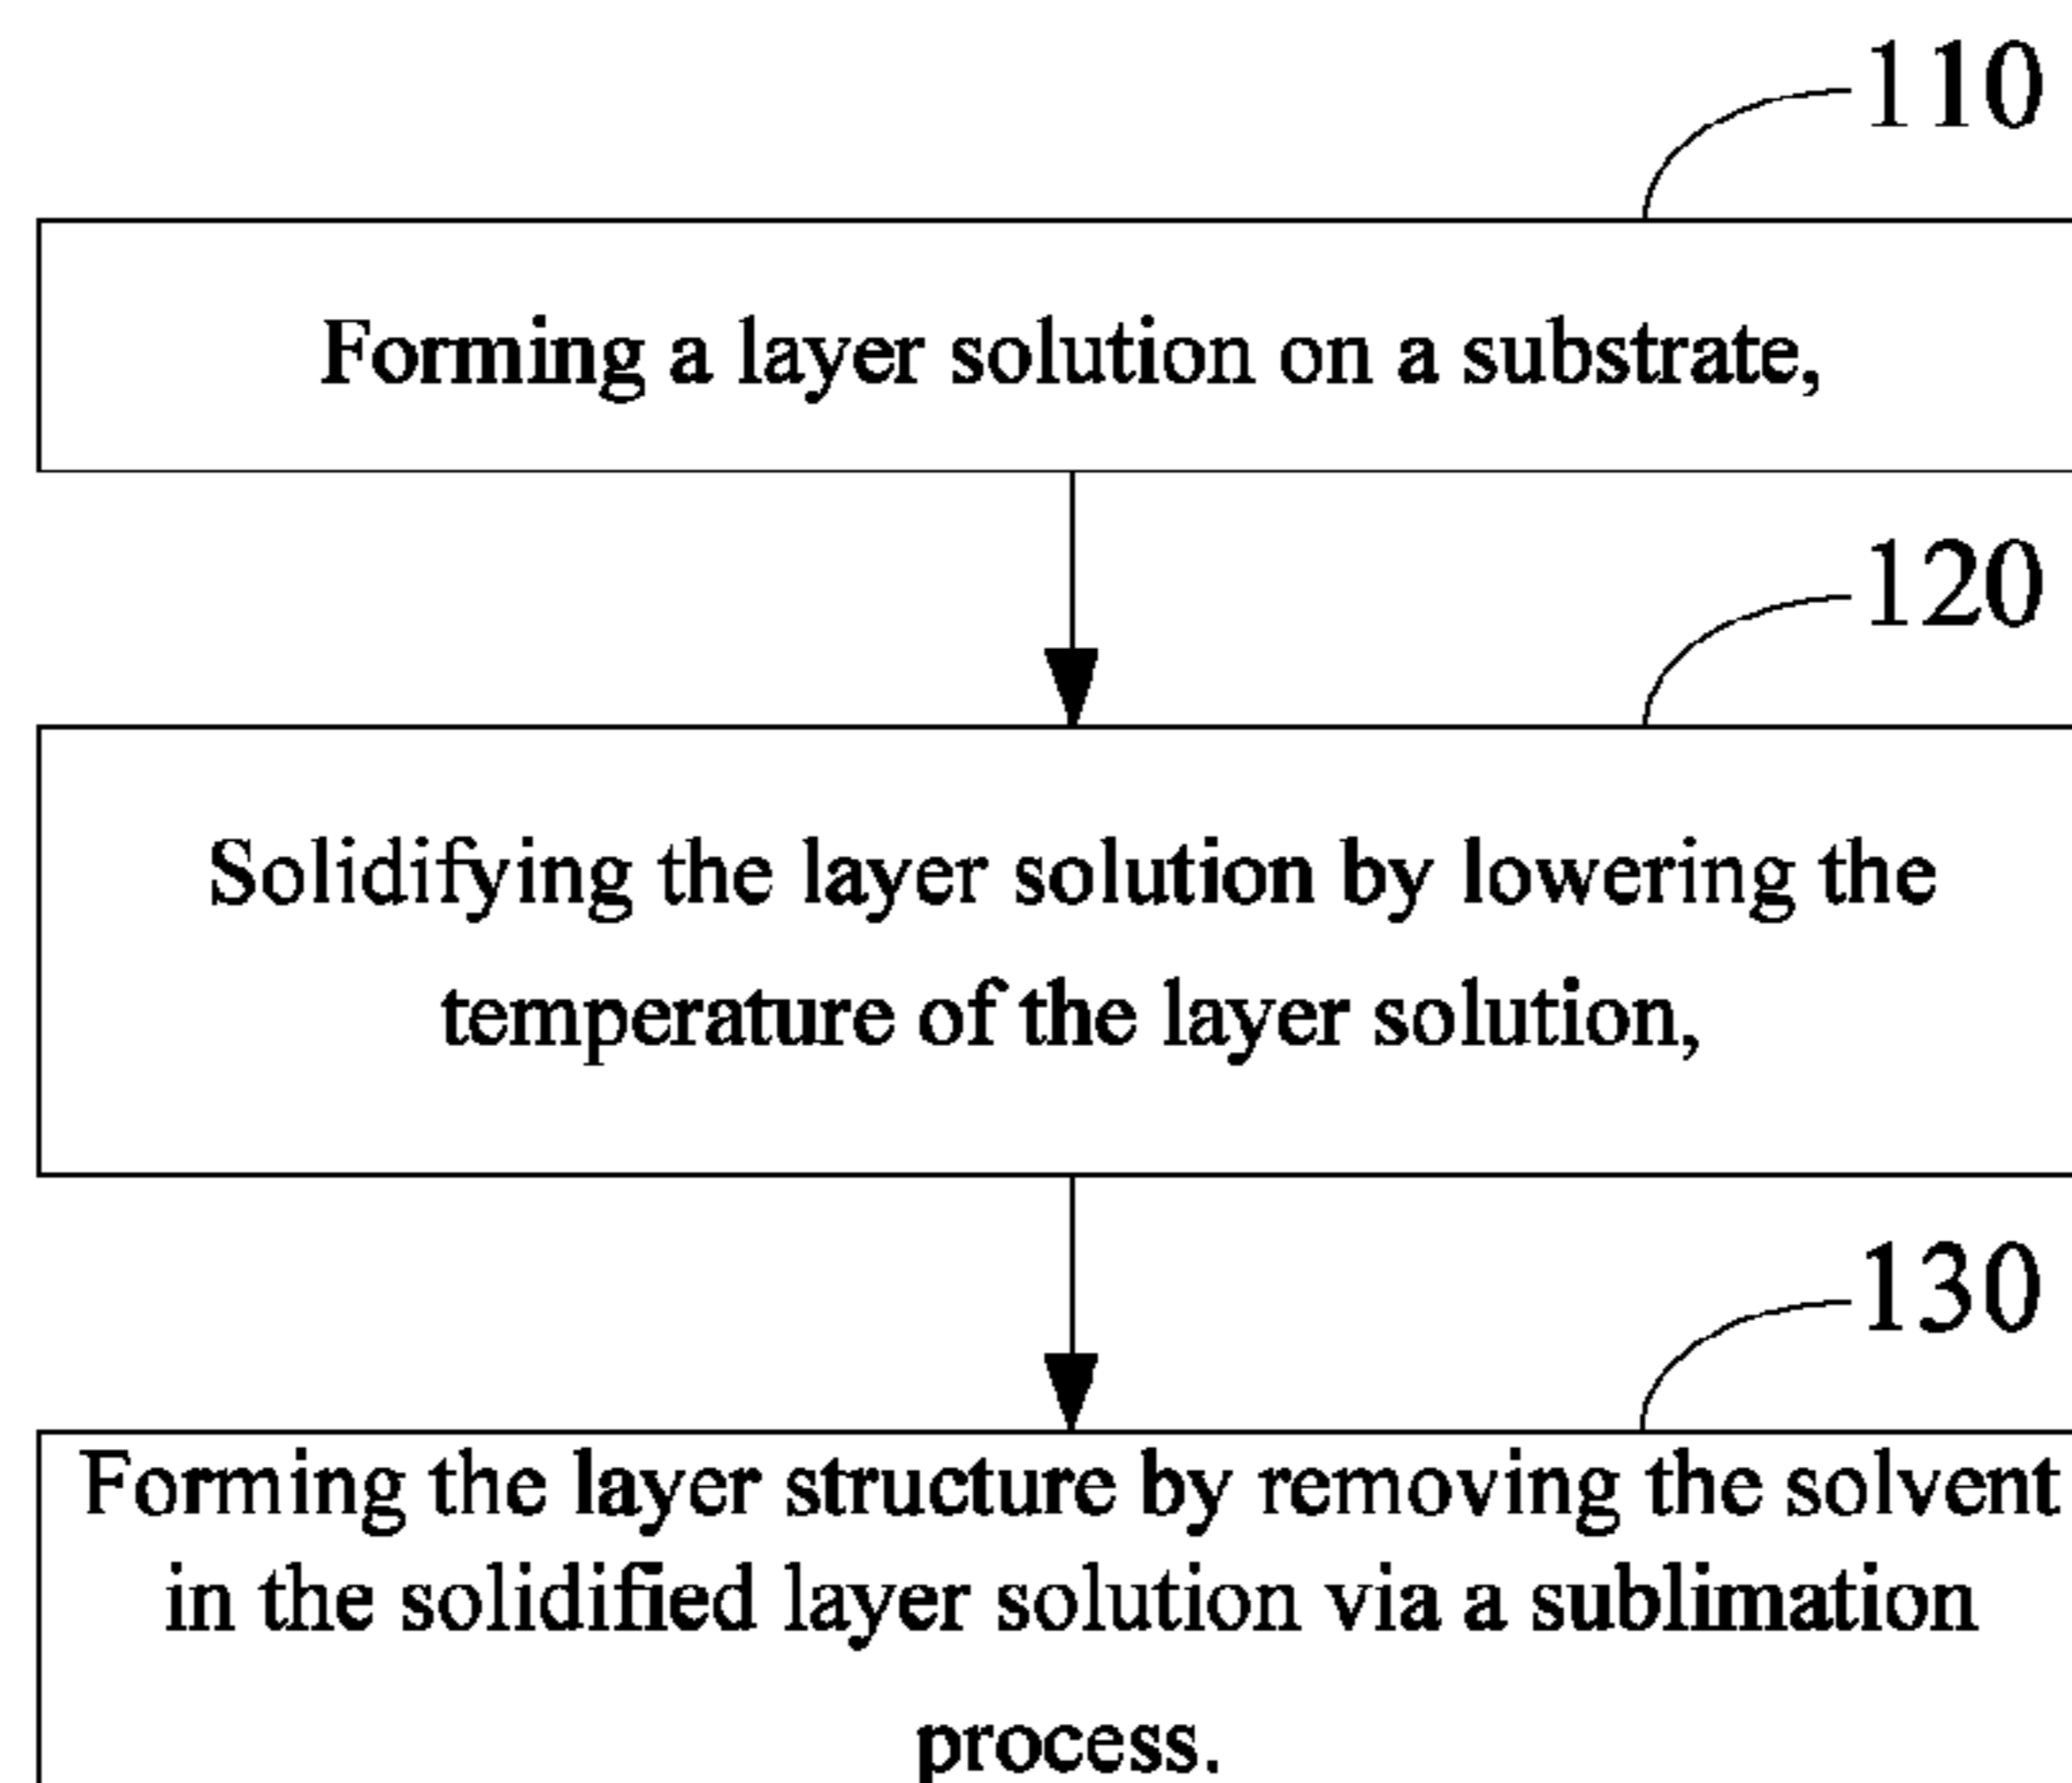 110
Forming a layer solution on a substrate,
120
Solidifying the layer solution by lowering the
temperature of the layer solution,
130
Forming the layer structure by removing the solvent
in the solidified layer solution via a sublimation
process.